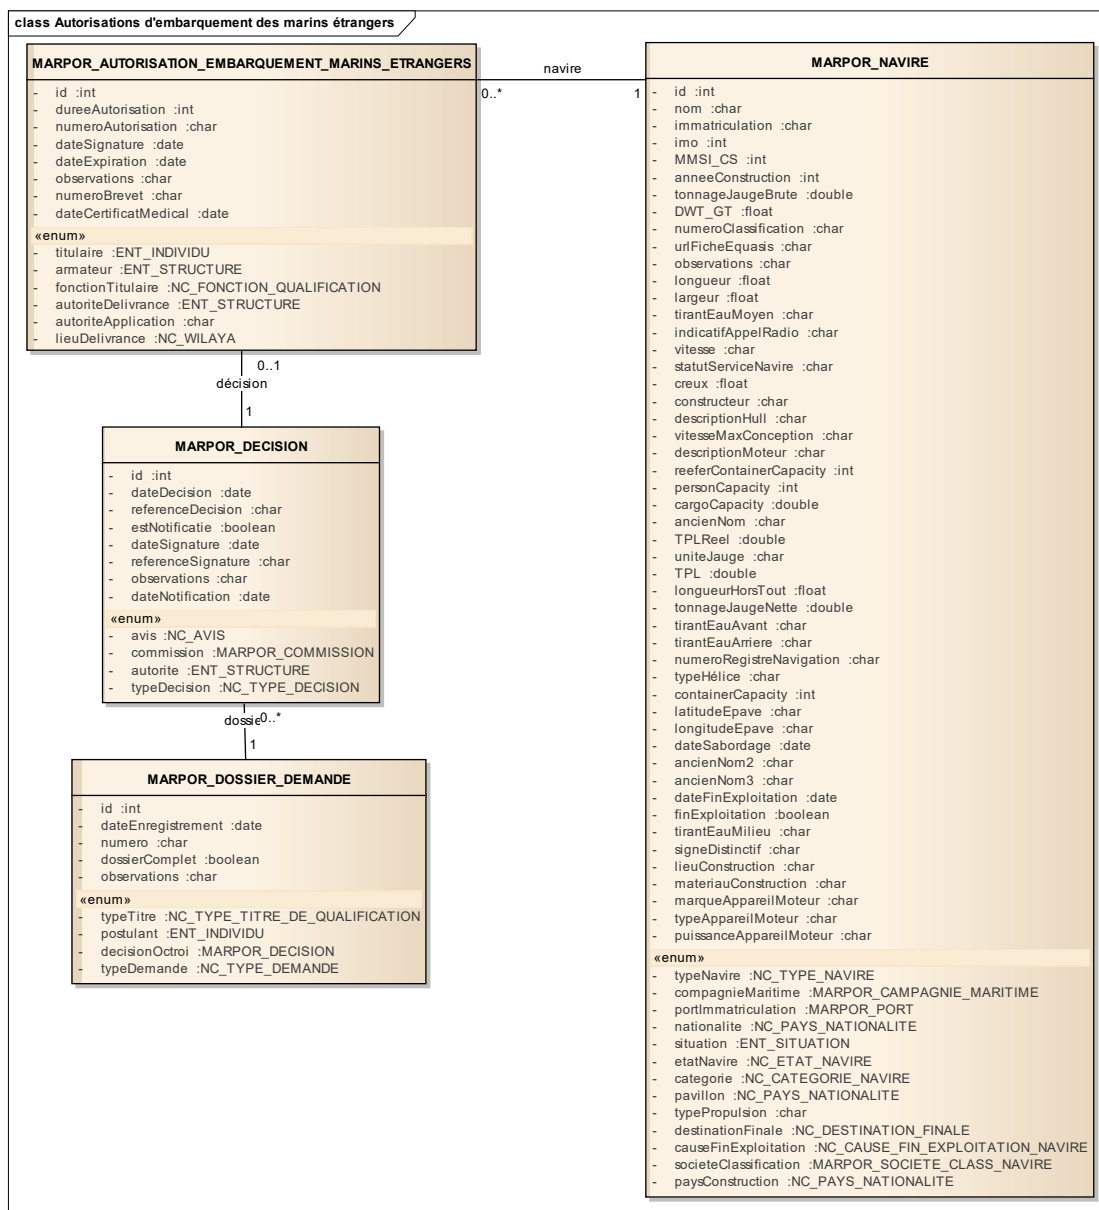 class Autorisations d'embarquement des marins étrangers
MARPOR_AUTORISATION_EMBARQUEMENT_MARINS_ETRANGERS
- id :int
- dureeAutorisation :int
- numeroAutorisation :char
- dateSignature :date
- dateExpiration :date
- observations :char
- numeroBrevet :char
- dateCertificatMedical :date
«enum»
- titulaire :ENT_INDIVIDU
- armateur :ENT_STRUCTURE
- fonctionTitulaire :NC_FONCTION_QUALIFICATION
- autoriteDelivrance :ENT_STRUCTURE
- autoriteApplication :char
- lieuDelivrance :NC_WILAYA
navire
0..*
1
0..1
décision
1
MARPOR_DECISION
- id :int
- dateDecision :date
- referenceDecision :char
- estNotificatie :boolean
- dateSignature :date
- referenceSignature :char
- observations :char
- dateNotification :date
«enum»
- avis :NC_AVIS
- commission :MARPOR_COMMISSION
- autorite :ENT_STRUCTURE
- typeDecision :NC_TYPE_DECISION
dossie
0..*
1
MARPOR_DOSSIER_DEMANDE
- id :int
- dateEnregistrement :date
- numero :char
- dossierComplet :boolean
- observations :char
«enum»
- typeTitre :NC_TYPE_TITRE_DE_QUALIFICATION
- postulant :ENT_INDIVIDU
- decisionOctroi :MARPOR_DECISION
- typeDemande :NC_TYPE_DEMANDE
MARPOR_NAVIRE
- id :int
- nom :char
- immatriculation :char
- imo :int
- MMSI_CS :int
- anneeConstruction :int
- tonnageJaugeBrute :double
- DWT_GT :float
- numeroClassification :char
- urlFicheEquasis :char
- observations :char
- longueur :float
- largeur :float
- tirantEauMoyen :char
- indicatifAppelRadio :char
- vitesse :char
- statutServiceNavire :char
- creux :float
- constructeur :char
- descriptionHull :char
- vitesseMaxConception :char
- descriptionMoteur :char
- reeferContainerCapacity :int
- personCapacity :int
- cargoCapacity :double
- ancienNom :char
- TPLReel :double
- uniteJauge :char
- TPL :double
- longueurHorsTout :float
- tonnageJaugeNette :double
- tirantEauAvant :char
- tirantEauArriere :char
- numeroRegistreNavigation :char
- typeHélice :char
- containerCapacity :int
- latitudeEpave :char
- longitudeEpave :char
- dateSabordage :date
- ancienNom2 :char
- ancienNom3 :char
- dateFinExploitation :date
- finExploitation :boolean
- tirantEauMilieu :char
- signeDistinctif :char
- lieuConstruction :char
- materiauConstruction :char
- marqueAppareilMoteur :char
- typeAppareilMoteur :char
- puissanceAppareilMoteur :char
«enum»
- typeNavire :NC_TYPE_NAVIRE
- compagnieMaritime :MARPOR_CAMPAGNIE_MARITIME
- portImmatriculation :MARPOR_PORT
- nationalite :NC_PAYS_NATIONALITE
- situation :ENT_SITUATION
- etatNavire :NC_ETAT_NAVIRE
- categorie :NC_CATEGORIE_NAVIRE
- pavillon :NC_PAYS_NATIONALITE
- typePropulsion :char
- destinationFinale :NC_DESTINATION_FINALE
- causeFinExploitation :NC_CAUSE_FIN_EXPLOITATION_NAVIRE
- societeClassification :MARPOR_SOCIETE_CLASS_NAVIRE
- paysConstruction :NC_PAYS_NATIONALITE